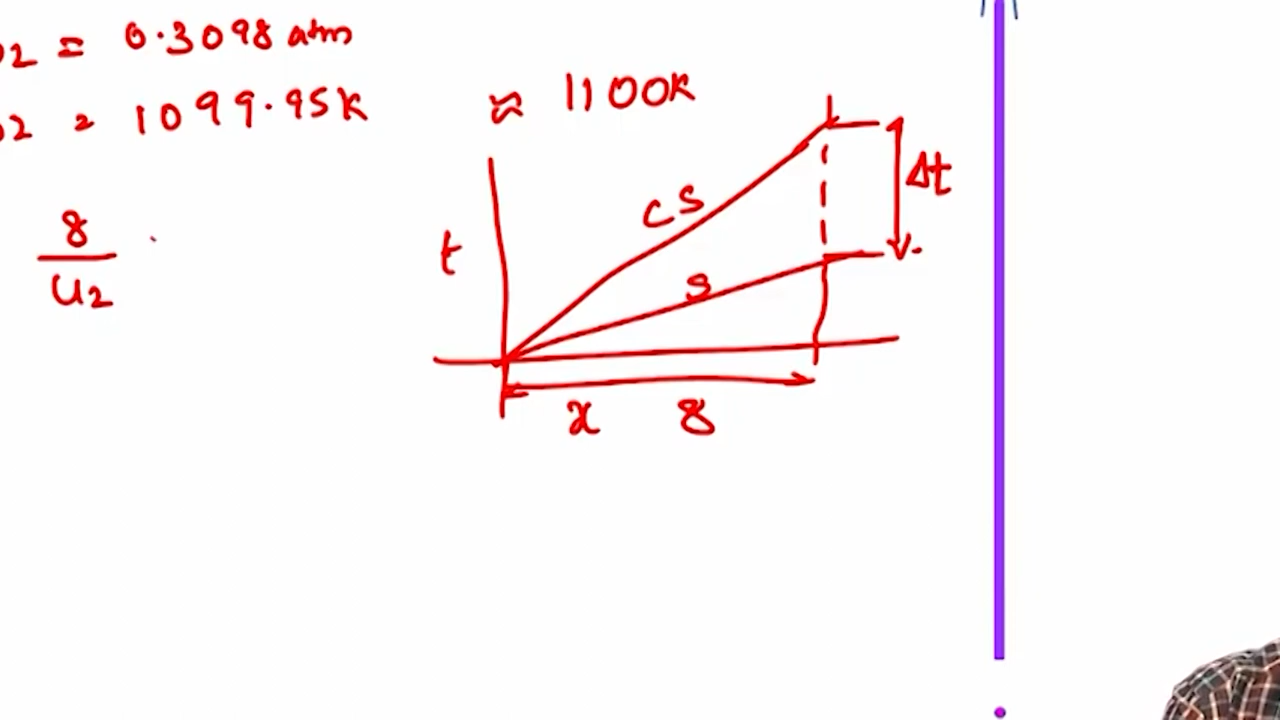 02 = 0.3098 atm
02 = 1099.95K ≈ 1100K
8
U2
t
CS
S
Δt
x 8